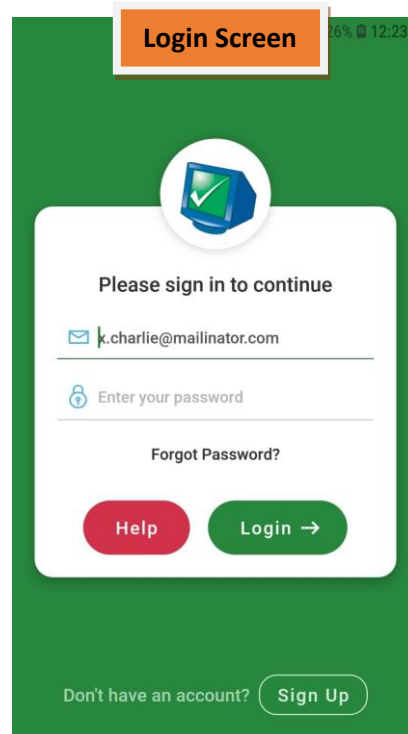 Login Screen
26% 12:23
Please sign in to continue
x.charlie@mailinator.com
Enter your password
Forgot Password?
Help
Login →
Don't have an account? Sign Up